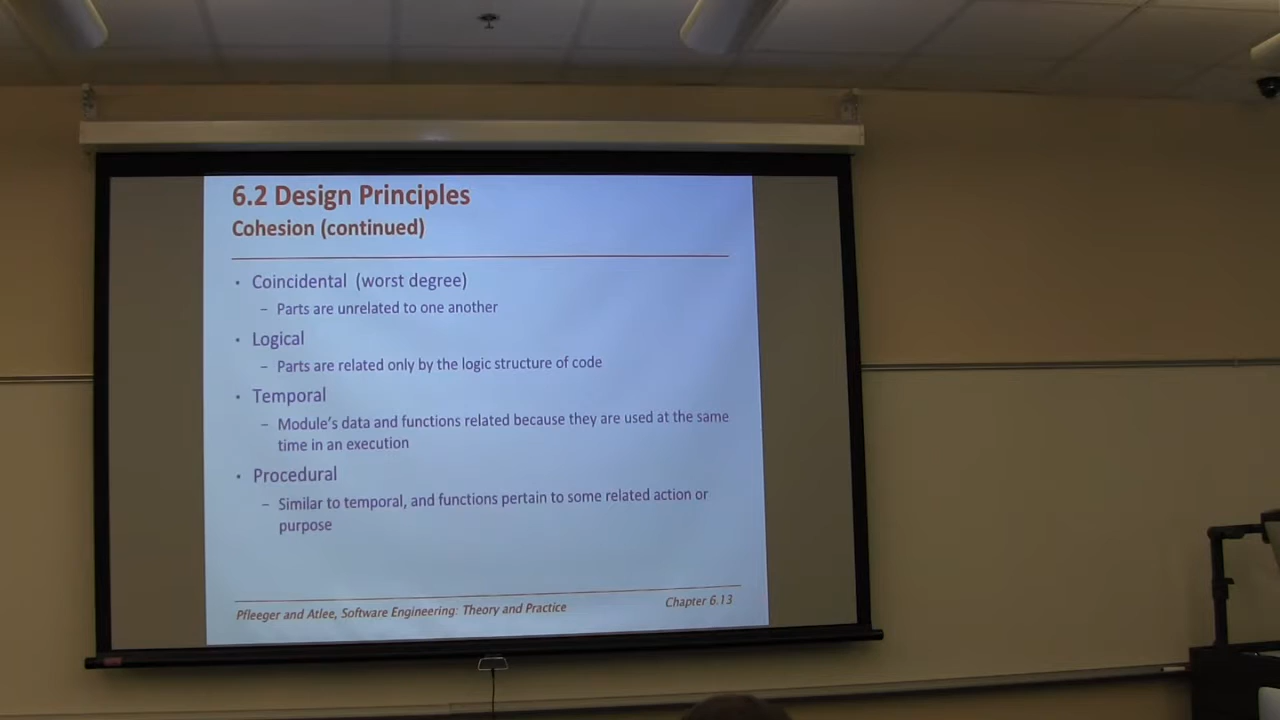 6.2 Design Principles
Cohesion (continued)
• Coincidental (worst degree)
– Parts are unrelated to one another
• Logical
– Parts are related only by the logic structure of code
• Temporal
– Module's data and functions related because they are used at the same
time in an execution
• Procedural
– Similar to temporal, and functions pertain to some related action or
purpose
Pfleeger and Atlee, Software Engineering: Theory and Practice
Chapter 6.13